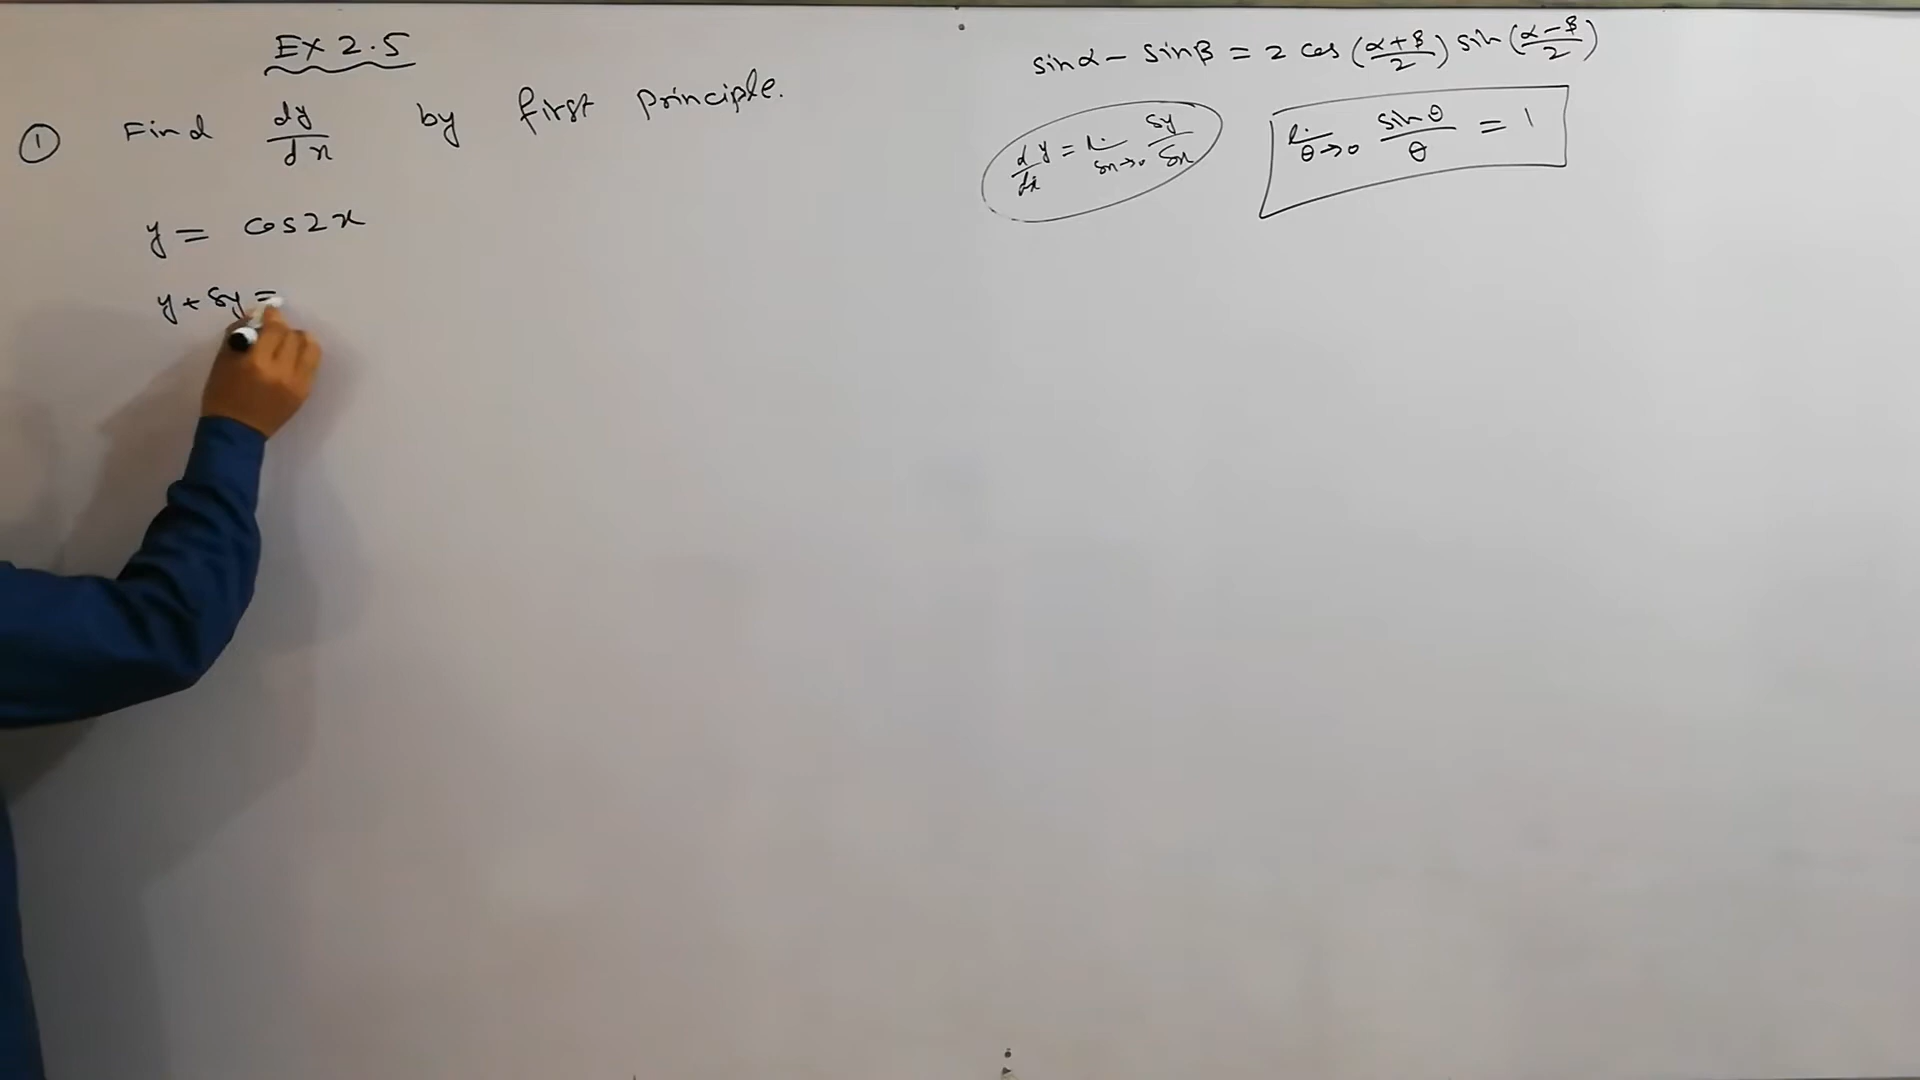 EX 2.5
① Find dy/dx by first principle.
y = cos2x
y + δy =
sinα - sinβ = 2 cos (α+β/2) sin (α-β/2)
dy/dx = li δx→0 δy/δx
li θ→0 sinθ/θ = 1